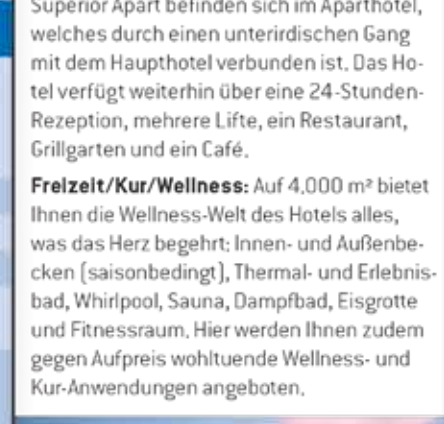 Superior Apart befinden sich im Aparthotel,
welches durch einen unterirdischen Gang
mit dem Haupthotel verbunden ist. Das Ho-
tel verfügt weiterhin über eine 24-Stunden-
Rezeption, mehrere Lifte, ein Restaurant,
Grillgarten und ein Café.
Freizeit/Kur/Wellness: Auf 4.000 m² bietet
Ihnen die Wellness-Welt des Hotels alles,
was das Herz begehrt: Innen- und Außenbe-
cken (saisonbedingt), Thermal- und Erlebnis-
bad, Whirlpool, Sauna, Dampfbad, Eisgrotte
und Fitnessraum. Hier werden Ihnen zudem
gegen Aufpreis wohltuende Wellness- und
Kur-Anwendungen angeboten.